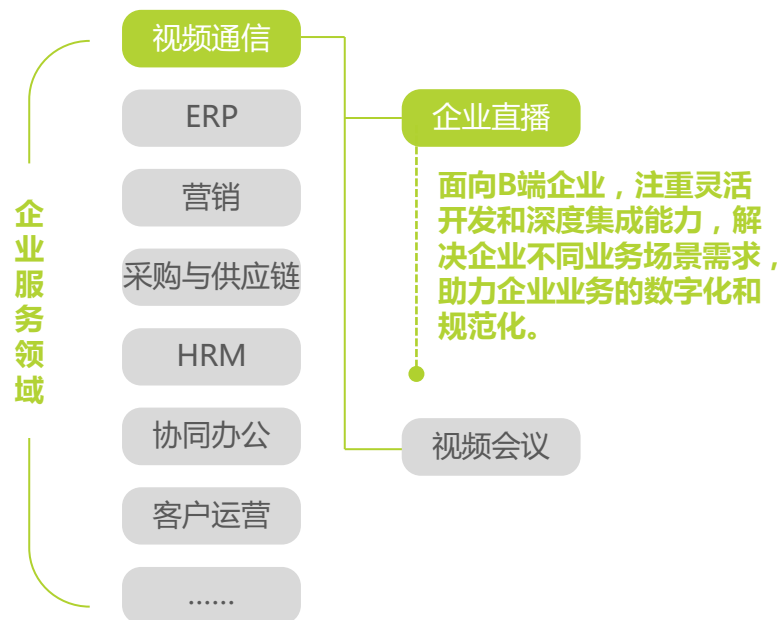 企业服务领域
视频通信
ERP
营销
采购与供应链
HRM
协同办公
客户运营
……
企业直播
面向B端企业，注重灵活
开发和深度集成能力，解
决企业不同业务场景需求，
助力企业业务的数字化和
规范化。
视频会议